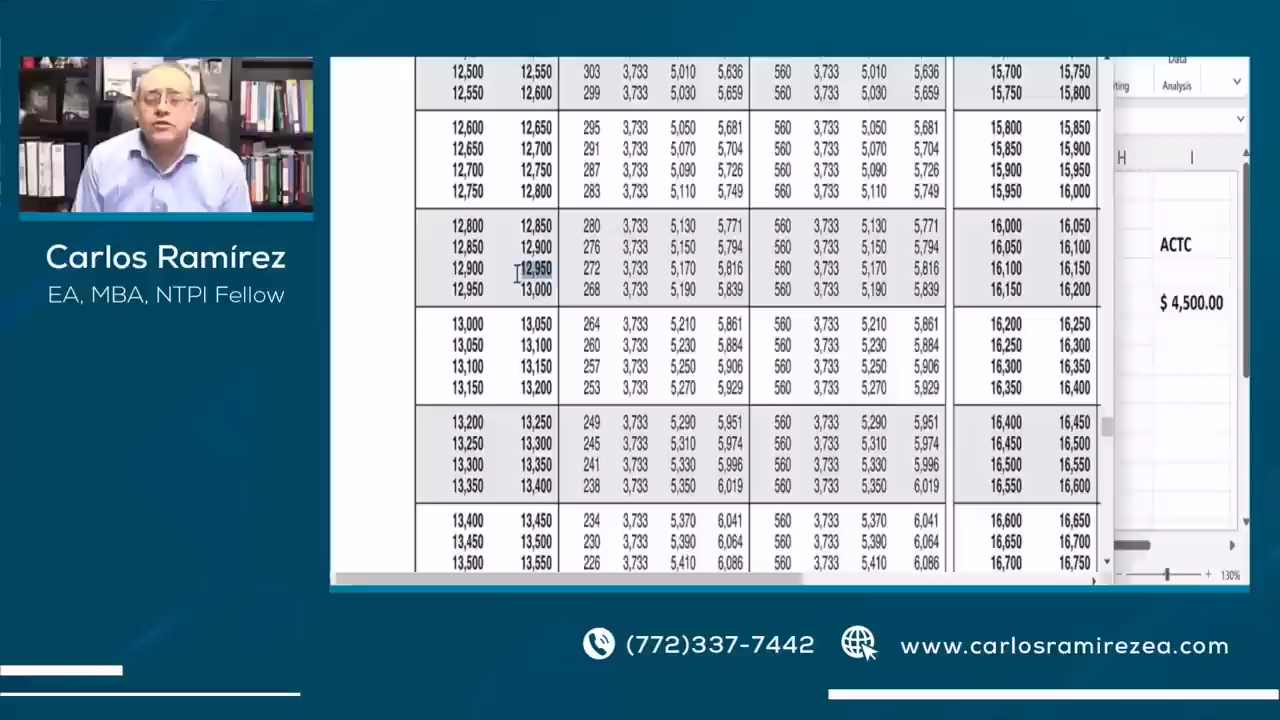 Carlos Ramírez
EA, MBA, NTPI Fellow
12,500 12,550 303 3,733 5,010 5,636 560 3,733 5,010 5,636 15,700 15,750
12,550 12,600 299 3,733 5,030 5,659 560 3,733 5,030 5,659 15,750 15,800
12,600 12,650 295 3,733 5,050 5,681 560 3,733 5,050 5,681 15,800 15,850
12,650 12,700 291 3,733 5,070 5,704 560 3,733 5,070 5,704 15,850 15,900
12,700 12,750 287 3,733 5,090 5,726 560 3,733 5,090 5,726 15,900 15,950
12,750 12,800 283 3,733 5,110 5,749 560 3,733 5,110 5,749 15,950 16,000
12,800 12,850 280 3,733 5,130 5,771 560 3,733 5,130 5,771 16,000 16,050
12,850 12,900 276 3,733 5,150 5,794 560 3,733 5,150 5,794 16,050 16,100
12,900 12,950 272 3,733 5,170 5,816 560 3,733 5,170 5,816 16,100 16,150
12,950 13,000 268 3,733 5,190 5,839 560 3,733 5,190 5,839 16,150 16,200
13,000 13,050 264 3,733 5,210 5,861 560 3,733 5,210 5,861 16,200 16,250
13,050 13,100 260 3,733 5,230 5,884 560 3,733 5,230 5,884 16,250 16,300
13,100 13,150 257 3,733 5,250 5,906 560 3,733 5,250 5,906 16,300 16,350
13,150 13,200 253 3,733 5,270 5,929 560 3,733 5,270 5,929 16,350 16,400
13,200 13,250 249 3,733 5,290 5,951 560 3,733 5,290 5,951 16,400 16,450
13,250 13,300 245 3,733 5,310 5,974 560 3,733 5,310 5,974 16,450 16,500
13,300 13,350 241 3,733 5,330 5,996 560 3,733 5,330 5,996 16,500 16,550
13,350 13,400 238 3,733 5,350 6,019 560 3,733 5,350 6,019 16,550 16,600
13,400 13,450 234 3,733 5,370 6,041 560 3,733 5,370 6,041 16,600 16,650
13,450 13,500 230 3,733 5,390 6,064 560 3,733 5,390 6,064 16,650 16,700
13,500 13,550 226 3,733 5,410 6,086 560 3,733 5,410 6,086 16,700 16,750
Data
ting Analysis
H I
ACTC
$ 4,500.00
130%
(772)337-7442
www.carlosramirezea.com